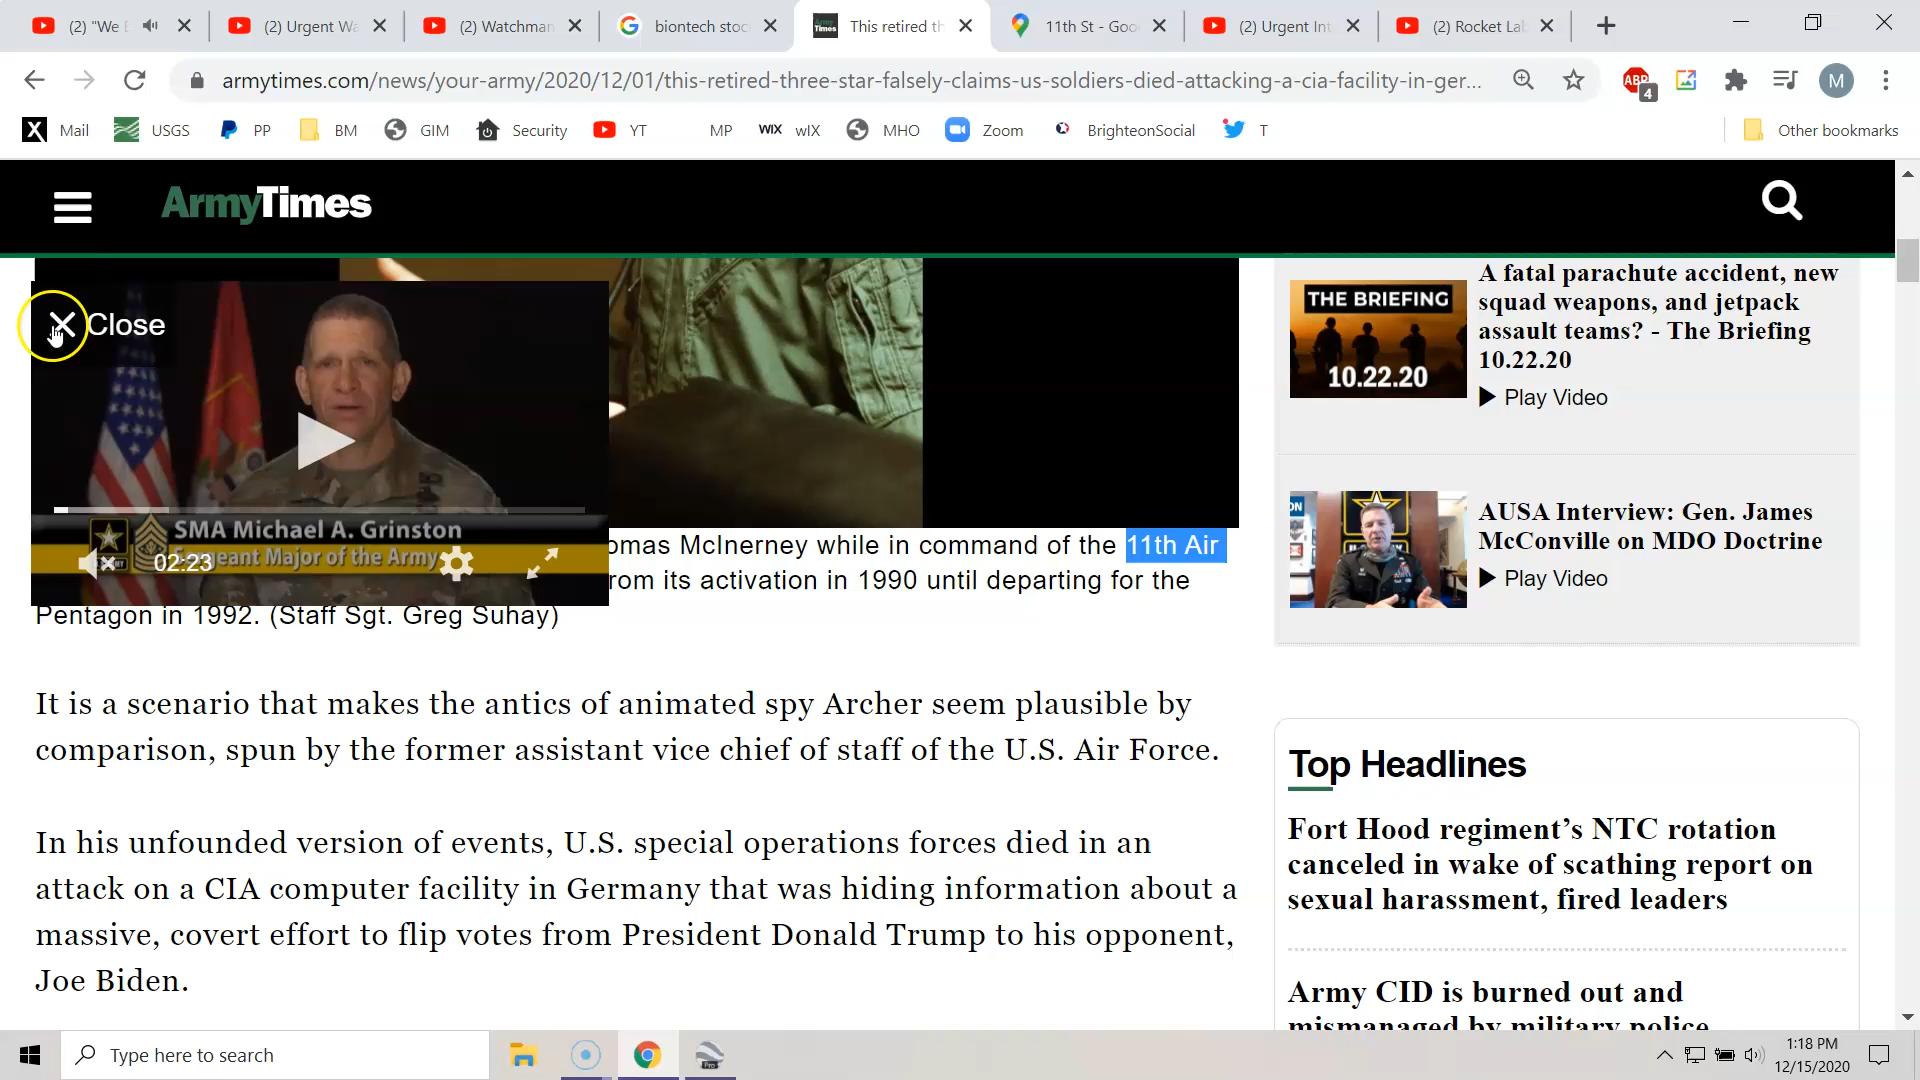 (2) "We E
(2) Urgent Wa
(2) Watchman
biontech stoc
This retired th
11th St - Goo
(2) Urgent Int
(2) Rocket Lab
armytimes.com/news/your-army/2020/12/01/this-retired-three-star-falsely-claims-us-soldiers-died-attacking-a-cia-facility-in-ger...
ABP
4
M
Mail
USGS
PP
BM
GIM
Security
YT
MP
WIX wIX
MHO
Zoom
BrighteonSocial
T
Other bookmarks
ArmyTimes
Close
SMA Michael A. Grinston
Sergeant Major of the Army
02:23
omas McInerney while in command of the 11th Air
rom its activation in 1990 until departing for the
Pentagon in 1992. (Staff Sgt. Greg Suhay)
It is a scenario that makes the antics of animated spy Archer seem plausible by
comparison, spun by the former assistant vice chief of staff of the U.S. Air Force.
In his unfounded version of events, U.S. special operations forces died in an
attack on a CIA computer facility in Germany that was hiding information about a
massive, covert effort to flip votes from President Donald Trump to his opponent,
Joe Biden.
THE BRIEFING
10.22.20
A fatal parachute accident, new
squad weapons, and jetpack
assault teams? - The Briefing
10.22.20
Play Video
AUSA Interview: Gen. James
McConville on MDO Doctrine
Play Video
Top Headlines
Fort Hood regiment’s NTC rotation
canceled in wake of scathing report on
sexual harassment, fired leaders
Army CID is burned out and
mismanaged by military police
Type here to search
1:18 PM
12/15/2020